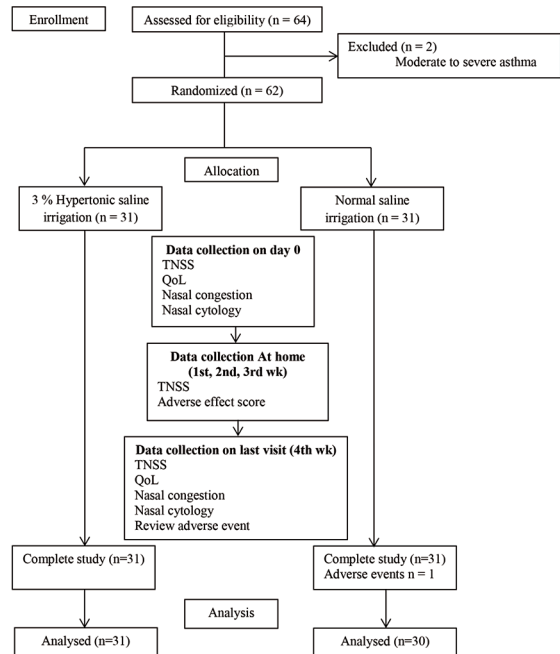 Enrollment
Assessed for eligibility (n = 64)
Excluded (n = 2)
Moderate to severe asthma
Randomized (n = 62)
Allocation
3 % Hypertonic saline
irrigation (n = 31)
Normal saline
irrigation (n = 31)
Data collection on day 0
TNSS
QoL
Nasal congestion
Nasal cytology
Data collection At home
(1st, 2nd, 3rd wk)
TNSS
Adverse effect score
Data collection on last visit (4th wk)
TNSS
QoL
Nasal congestion
Nasal cytology
Review adverse event
Complete study (n=31)
Complete study (n=31)
Adverse events n = 1
Analysis
Analysed (n=31)
Analysed (n=30)